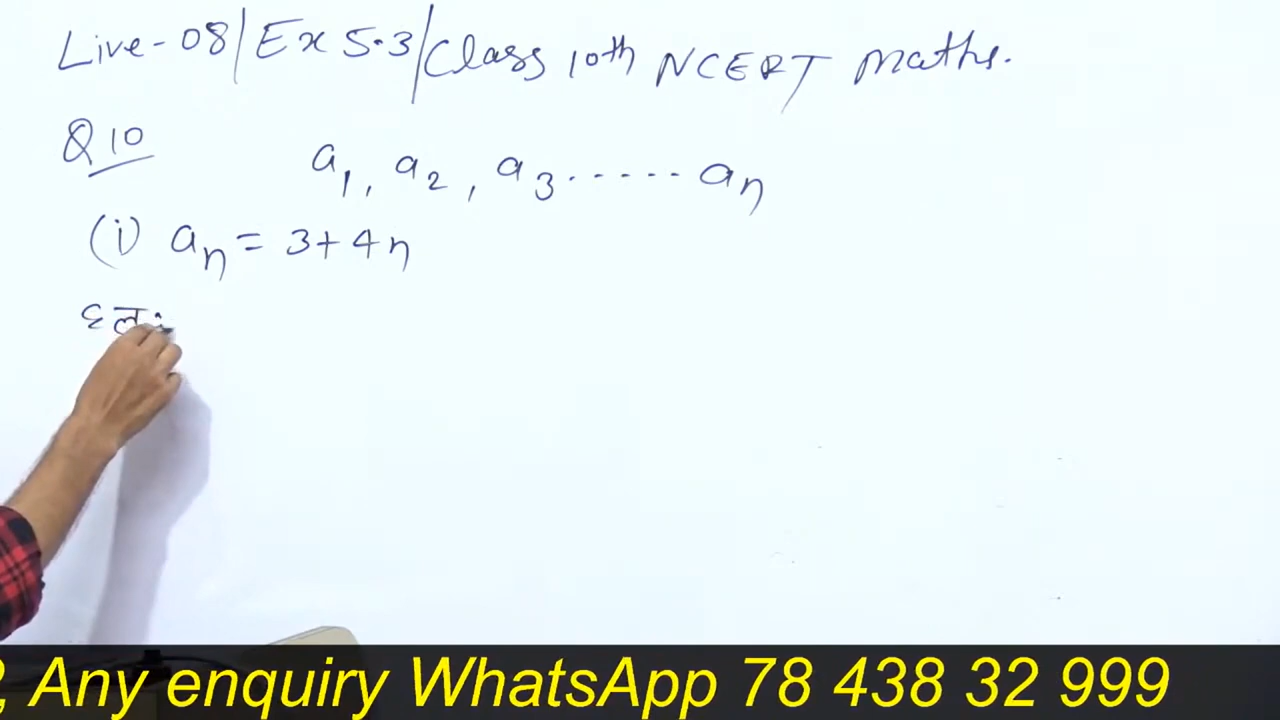 Live-08/Ex 5.3/Class 10th NCERT Maths.
Q10
a₁, a₂, a₃ ...... aₙ
(i) aₙ = 3+4n
हल:
, Any enquiry WhatsApp 78 438 32 999